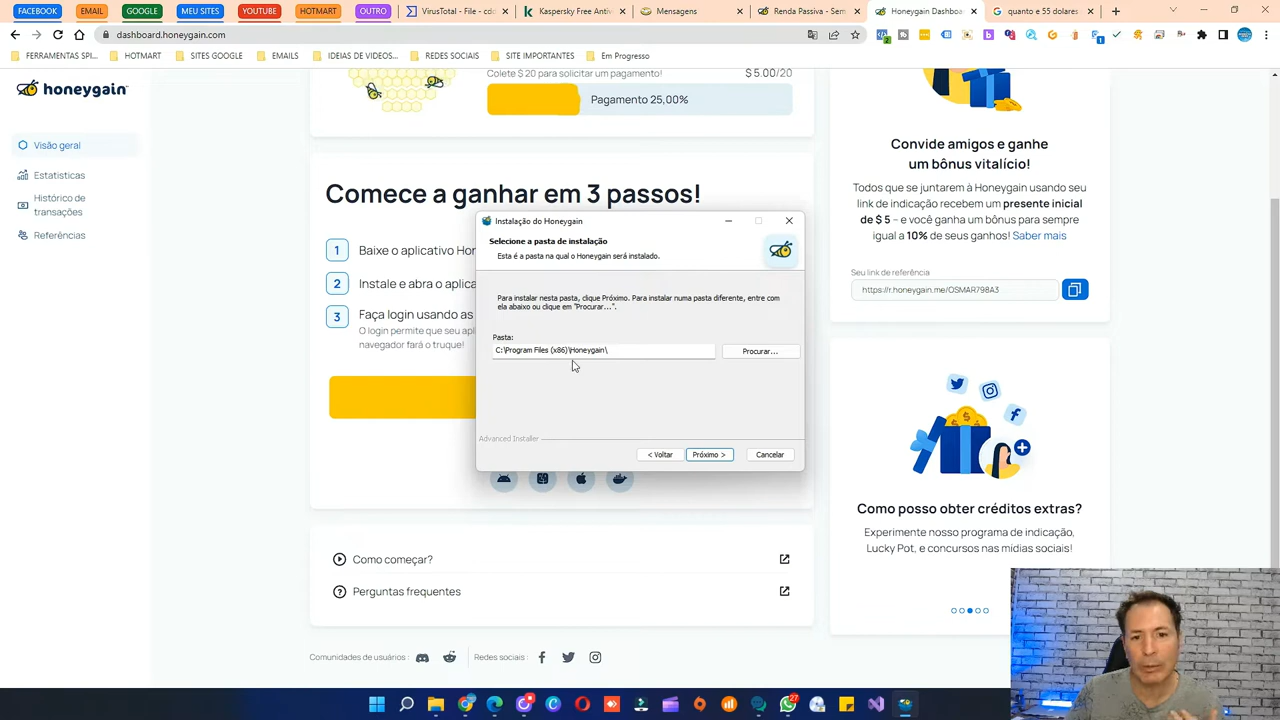 FACEBOOK
EMAIL
GOOGLE
MEU SITES
YOUTUBE
HOTMART
OUTRO
VirusTotal - File - cdd
Kaspersky Free Antiv
Mensagem
Renda Passiva - Sem
Honeygain Dashboa
quanto e 55 dolares
dashboard.honeygain.com
FERRAMENTAS SPI...
HOTMART
SITES GOOGLE
EMAILS
IDEIAS DE VIDEOS...
REDES SOCIAIS
SITE IMPORTANTES
Em Progresso
honeygain
Visão geral
Estatisticas
Histórico de
transações
Referências
Colete $ 20 para solicitar um pagamento!
$ 5.00/20
Pagamento 25,00%
Comece a ganhar em 3 passos!
1
Baixe o aplicativo Hon
2
Instale e abra o aplica
3
Faça login usando as
O login permite que seu apl
navegador fará o truque!
Instalação do Honeygain
Selecione a pasta de instalação
Esta é a pasta na qual o Honeygain será instalado.
Para instalar nesta pasta, clique Próximo. Para instalar numa pasta diferente, entre com
ela abaixo ou clique em "Procurar...".
Pasta:
C:\Program Files (x86)\Honeygain\
Procurar...
Advanced Installer
< Voltar
Próximo >
Cancelar
Como começar?
Perguntas frequentes
Comunidades de usuários :
Redes sociais :
Convide amigos e ganhe
um bônus vitalício!
Todos que se juntarem à Honeygain usando seu
link de indicação recebem um presente inicial
de $ 5 – e você ganha um bônus para sempre
igual a 10% de seus ganhos! Saber mais
Seu link de referência
https://r.honeygain.me/OSMAR798A3
Como posso obter créditos extras?
Experimente nosso programa de indicação,
Lucky Pot, e concursos nas mídias sociais!
27